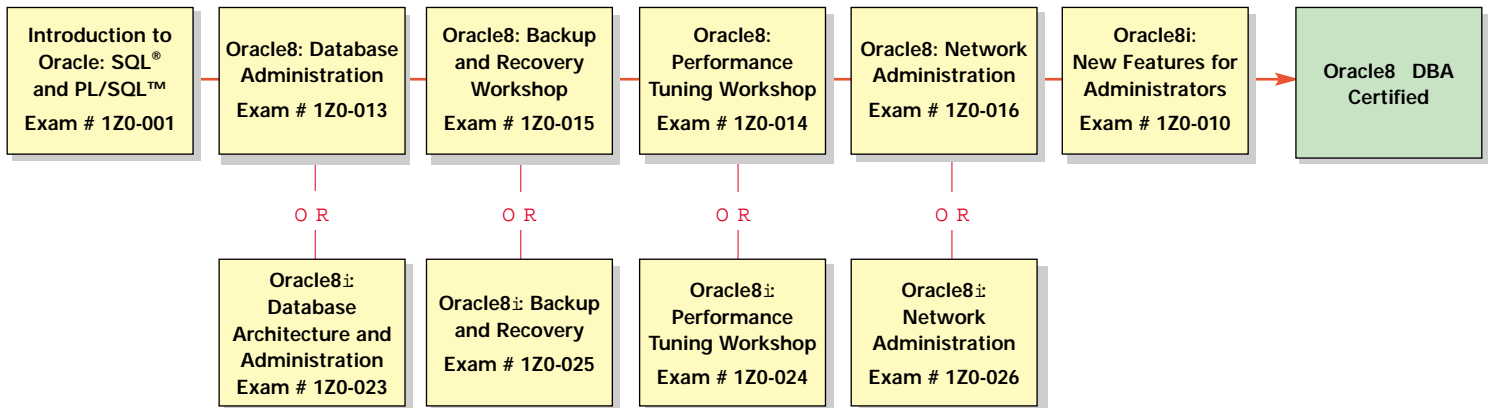 Introduction to
Oracle: SQL®
and PL/SQL™
Exam # 1Z0-001
Oracle8: Database
Administration
Exam # 1Z0-013
Oracle8: Backup
and Recovery
Workshop
Exam # 1Z0-015
Oracle8:
Performance
Tuning Workshop
Exam # 1Z0-014
Oracle8: Network
Administration
Exam # 1Z0-016
Oracle8i:
New Features for
Administrators
Exam # 1Z0-010
Oracle8 DBA
Certified
O R
O R
O R
O R
Oracle8i:
Database
Architecture and
Administration
Exam # 1Z0-023
Oracle8i: Backup
and Recovery
Exam # 1Z0-025
Oracle8i:
Performance
Tuning Workshop
Exam # 1Z0-024
Oracle8i:
Network
Administration
Exam # 1Z0-026